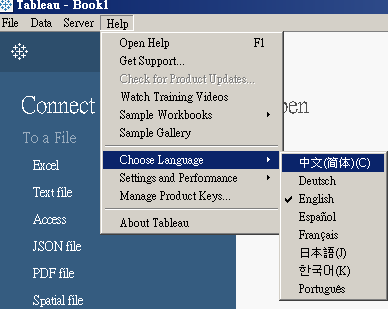 Tableau - Book1
File Data Server Help
Open Help F1
Get Support...
Check for Product Updates...
Watch Training Videos
Sample Workbooks
Sample Gallery
Choose Language
Settings and Performance
Manage Product Keys...
About Tableau
中文(简体)(C)
Deutsch
English
Español
Français
日本語(J)
한국어(K)
Português
Connect
To a File
Excel
Text file
Access
JSON file
PDF file
Spatial file